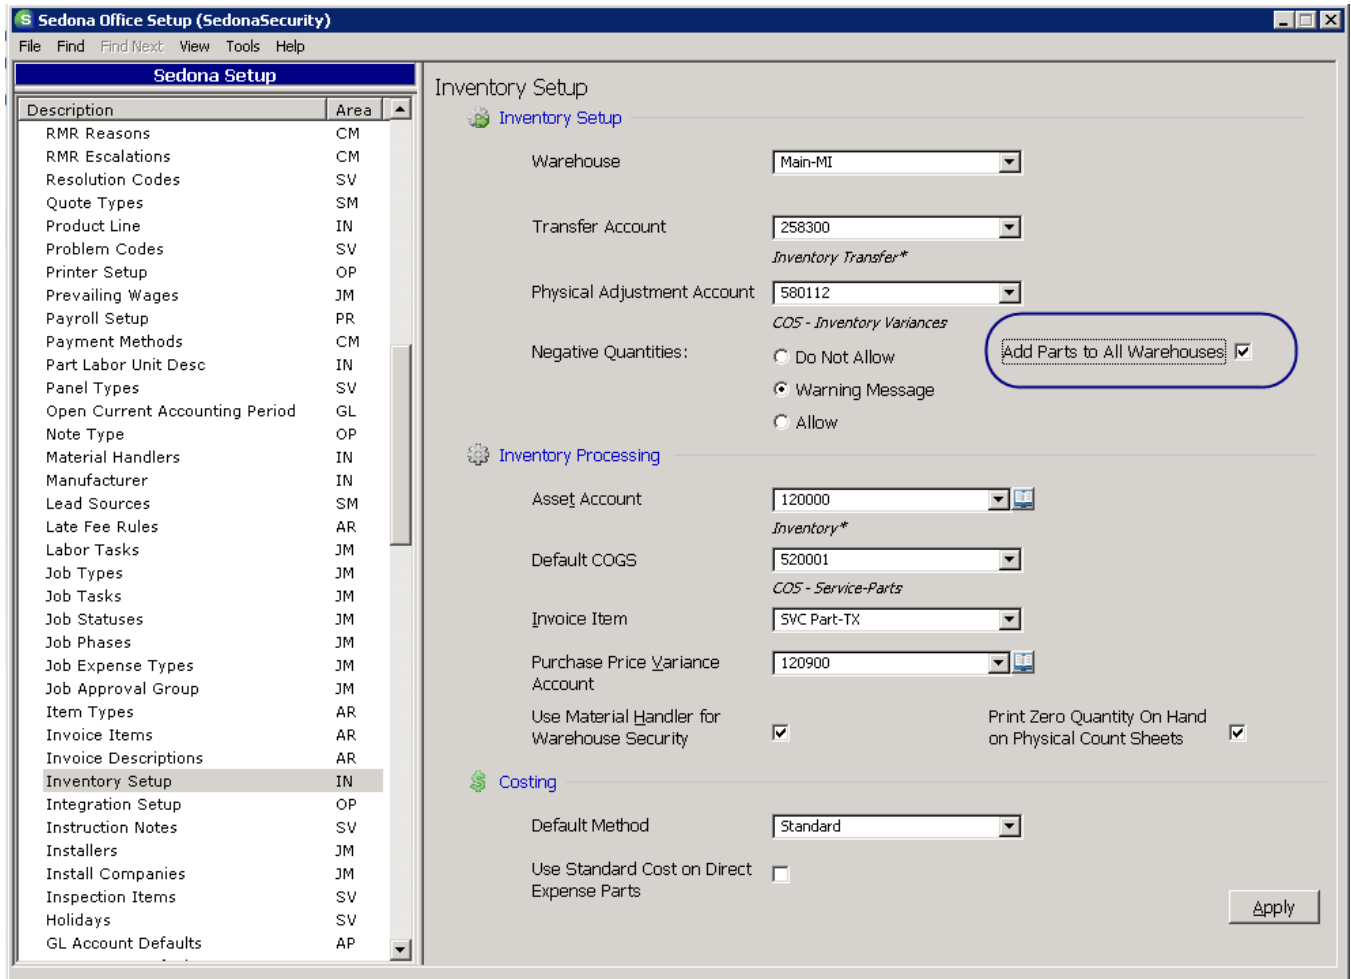 Sedona Office Setup (SedonaSecurity)
File Find Find Next View Tools Help
Sedona Setup
Description Area
RMR Reasons CM
RMR Escalations CM
Resolution Codes SV
Quote Types SM
Product Line IN
Problem Codes SV
Printer Setup OP
Prevailing Wages JM
Payroll Setup PR
Payment Methods CM
Part Labor Unit Desc IN
Panel Types SV
Open Current Accounting Period GL
Note Type OP
Material Handlers IN
Manufacturer IN
Lead Sources SM
Late Fee Rules AR
Labor Tasks JM
Job Types JM
Job Tasks JM
Job Statuses JM
Job Phases JM
Job Expense Types JM
Job Approval Group JM
Item Types AR
Invoice Items AR
Invoice Descriptions AR
Inventory Setup IN
Integration Setup OP
Instruction Notes SV
Installers JM
Install Companies JM
Inspection Items SV
Holidays SV
GL Account Defaults AP
Inventory Setup
Inventory Setup
Warehouse Main-MI
Transfer Account 258300
Inventory Transfer*
Physical Adjustment Account 580112
COS - Inventory Variances
Negative Quantities: Do Not Allow
Add Parts to All Warehouses
Warning Message
Allow
Inventory Processing
Asset Account 120000
Inventory*
Default COGS 520001
COS - Service-Parts
Invoice Item SVC Part-TX
Purchase Price Variance 120900
Account
Use Material Handler for
Warehouse Security
Print Zero Quantity On Hand
on Physical Count Sheets
Costing
Default Method Standard
Use Standard Cost on Direct
Expense Parts
Apply